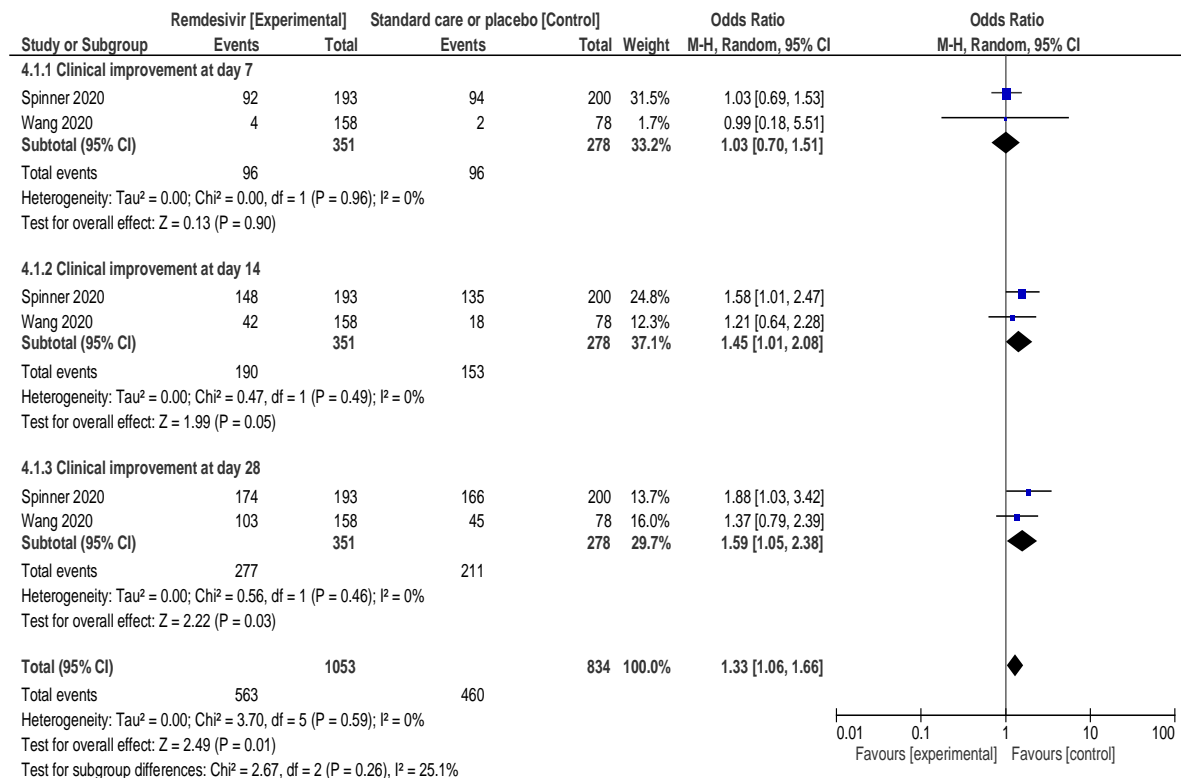 Remdesivir [Experimental] Standard care or placebo [Control] Odds Ratio Odds Ratio
Study or Subgroup Events Total Events Total Weight M-H, Random, 95% CI M-H, Random, 95% CI
4.1.1 Clinical improvement at day 7
Spinner 2020 92 193 94 200 31.5% 1.03 [0.69, 1.53]
Wang 2020 4 158 2 78 1.7% 0.99 [0.18, 5.51]
Subtotal (95% CI) 351 278 33.2% 1.03 [0.70, 1.51]
Total events 96 96
Heterogeneity: Tau² = 0.00; Chi² = 0.00, df = 1 (P = 0.96); I² = 0%
Test for overall effect: Z = 0.13 (P = 0.90)
4.1.2 Clinical improvement at day 14
Spinner 2020 148 193 135 200 24.8% 1.58 [1.01, 2.47]
Wang 2020 42 158 18 78 12.3% 1.21 [0.64, 2.28]
Subtotal (95% CI) 351 278 37.1% 1.45 [1.01, 2.08]
Total events 190 153
Heterogeneity: Tau² = 0.00; Chi² = 0.47, df = 1 (P = 0.49); I² = 0%
Test for overall effect: Z = 1.99 (P = 0.05)
4.1.3 Clinical improvement at day 28
Spinner 2020 174 193 166 200 13.7% 1.88 [1.03, 3.42]
Wang 2020 103 158 45 78 16.0% 1.37 [0.79, 2.39]
Subtotal (95% CI) 351 278 29.7% 1.59 [1.05, 2.38]
Total events 277 211
Heterogeneity: Tau² = 0.00; Chi² = 0.56, df = 1 (P = 0.46); I² = 0%
Test for overall effect: Z = 2.22 (P = 0.03)
Total (95% CI) 1053 834 100.0% 1.33 [1.06, 1.66]
Total events 563 460
Heterogeneity: Tau² = 0.00; Chi² = 3.70, df = 5 (P = 0.59); I² = 0%
Test for overall effect: Z = 2.49 (P = 0.01)
Test for subgroup differences: Chi² = 2.67, df = 2 (P = 0.26), I² = 25.1%
0.01 0.1 1 10 100
Favours [experimental] Favours [control]